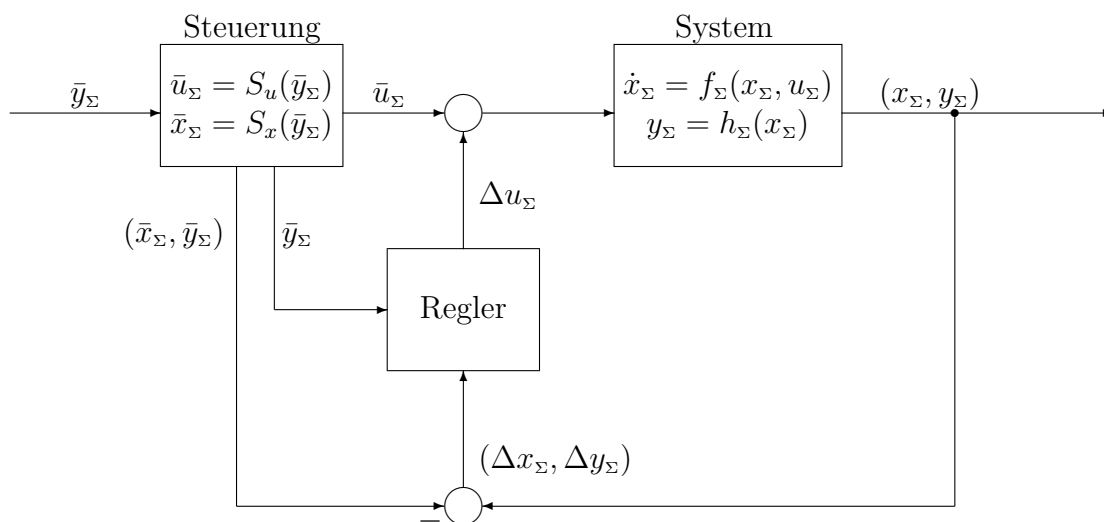 Steuerung
System
ȳ_Σ
ū_Σ = S_u(ȳ_Σ)
x̄_Σ = S_x(ȳ_Σ)
ū_Σ
ẋ_Σ = f_Σ(x_Σ, u_Σ)
y_Σ = h_Σ(x_Σ)
(x_Σ, y_Σ)
Δu_Σ
(x̄_Σ, ȳ_Σ)
ȳ_Σ
Regler
(Δx_Σ, Δy_Σ)
−